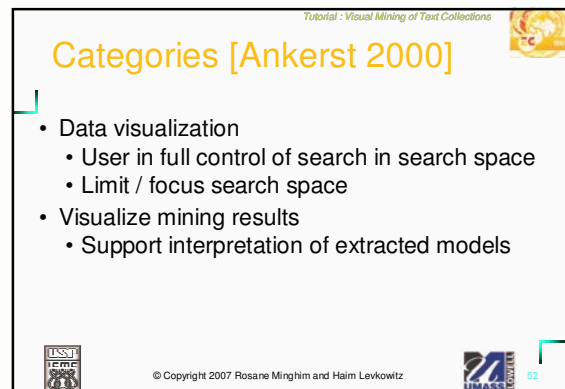 Tutorial : Visual Mining of Text Collections
EG
Categories [Ankerst 2000]
• Data visualization
• User in full control of search in search space
• Limit / focus search space
• Visualize mining results
• Support interpretation of extracted models
© Copyright 2007 Rosane Minghim and Haim Levkowitz
52